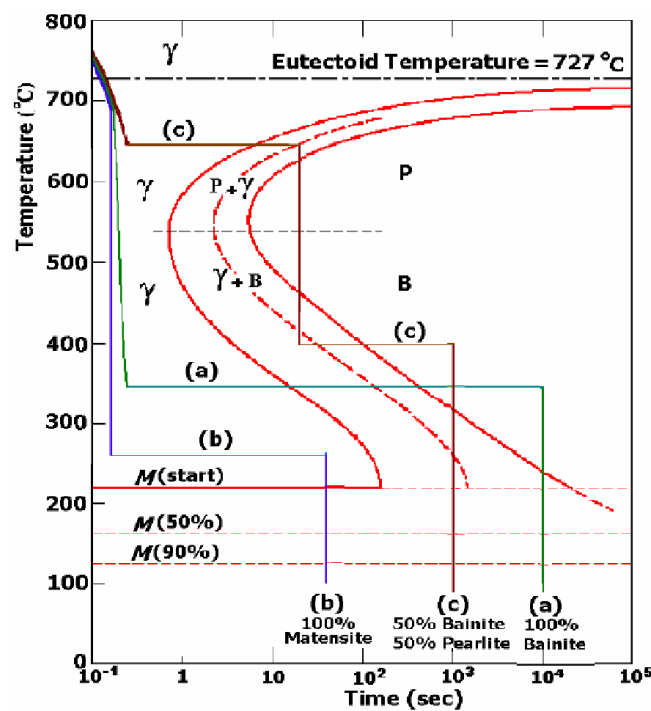 800
γ
Eutectoid Temperature = 727 °C
700
(c)
600
γ
P + γ
P
500
γ
γ + B
B
400
(c)
(a)
300
(b)
M(start)
200
M(50%)
M(90%)
100
(b) (c) (a)
100% 50% Bainite 100%
Matensite 50% Pearlite Bainite
0
10⁻¹ 1 10 10² 10³ 10⁴ 10⁵
Time (sec)
Temperature (°C)